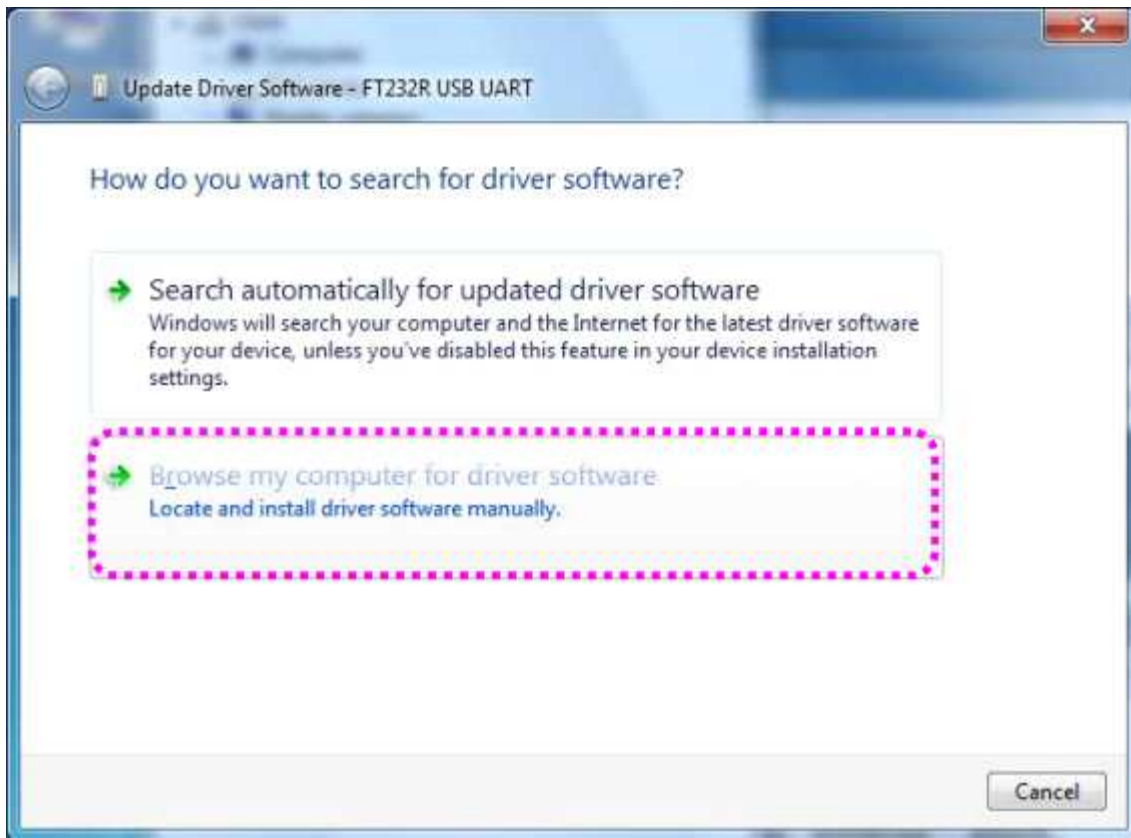 Update Driver Software - FT232R USB UART
How do you want to search for driver software?
Search automatically for updated driver software
Windows will search your computer and the Internet for the latest driver software
for your device, unless you've disabled this feature in your device installation
settings.
Browse my computer for driver software
Locate and install driver software manually.
Cancel